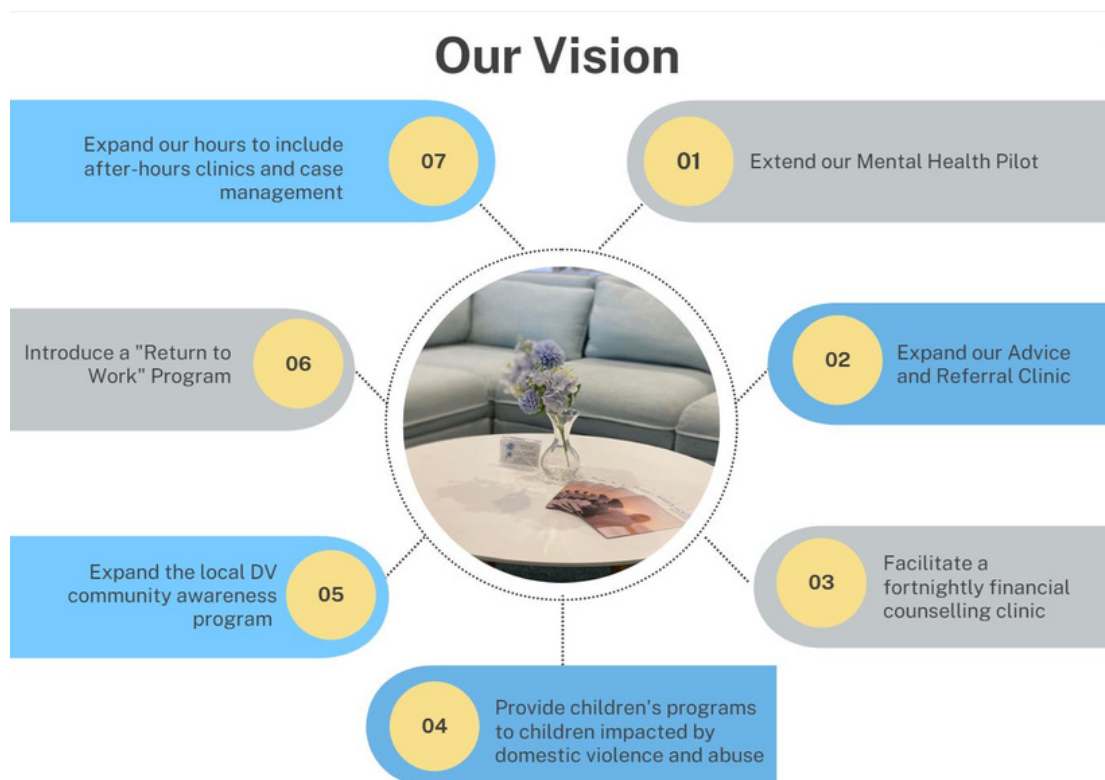 Our Vision
01
Extend our Mental Health Pilot
02
Expand our Advice
and Referral Clinic
03
Facilitate a
fortnightly financial
counselling clinic
04
Provide children's programs
to children impacted by
domestic violence and abuse
05
Expand the local DV
community awareness
program
06
Introduce a "Return to
Work" Program
07
Expand our hours to include
after-hours clinics and case
management